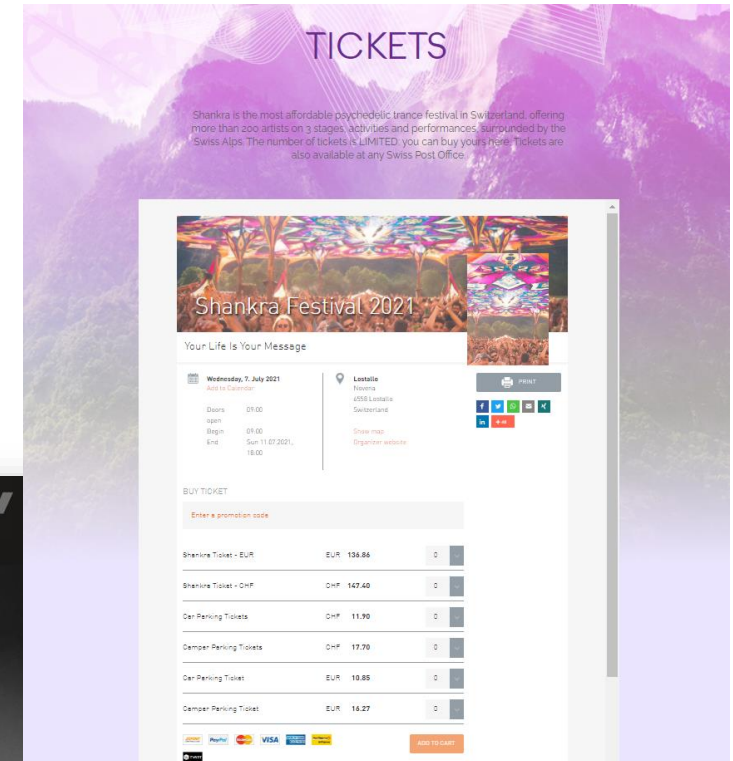 TICKETS
Shankra is the most affordable psychedelic trance festival in Switzerland, offering
more than 200 artists on 3 stages, activities and performances, surrounded by the
Swiss Alps. The number of tickets is LIMITED, you can buy yours here. Tickets are
also available at any Swiss Post Office.
Shankra Festival 2021
Your Life Is Your Message
Wednesday, 7. July 2021
Add to Calendar
Doors open 09:00
Begin 09:00
End Sun 11.07.2021, 18:00
Lostallo
Novena
6558 Lostallo
Switzerland
Show map
Organizer website
PRINT
BUY TICKET
Enter a promotion code
Shankra Ticket - EUR EUR 136.86 0
Shankra Ticket - CHF CHF 147.40 0
Car Parking Tickets CHF 11.90 0
Camper Parking Tickets CHF 17.70 0
Car Parking Ticket EUR 10.85 0
Camper Parking Ticket EUR 16.27 0
PayPal VISA
TWINT
ADD TO CART